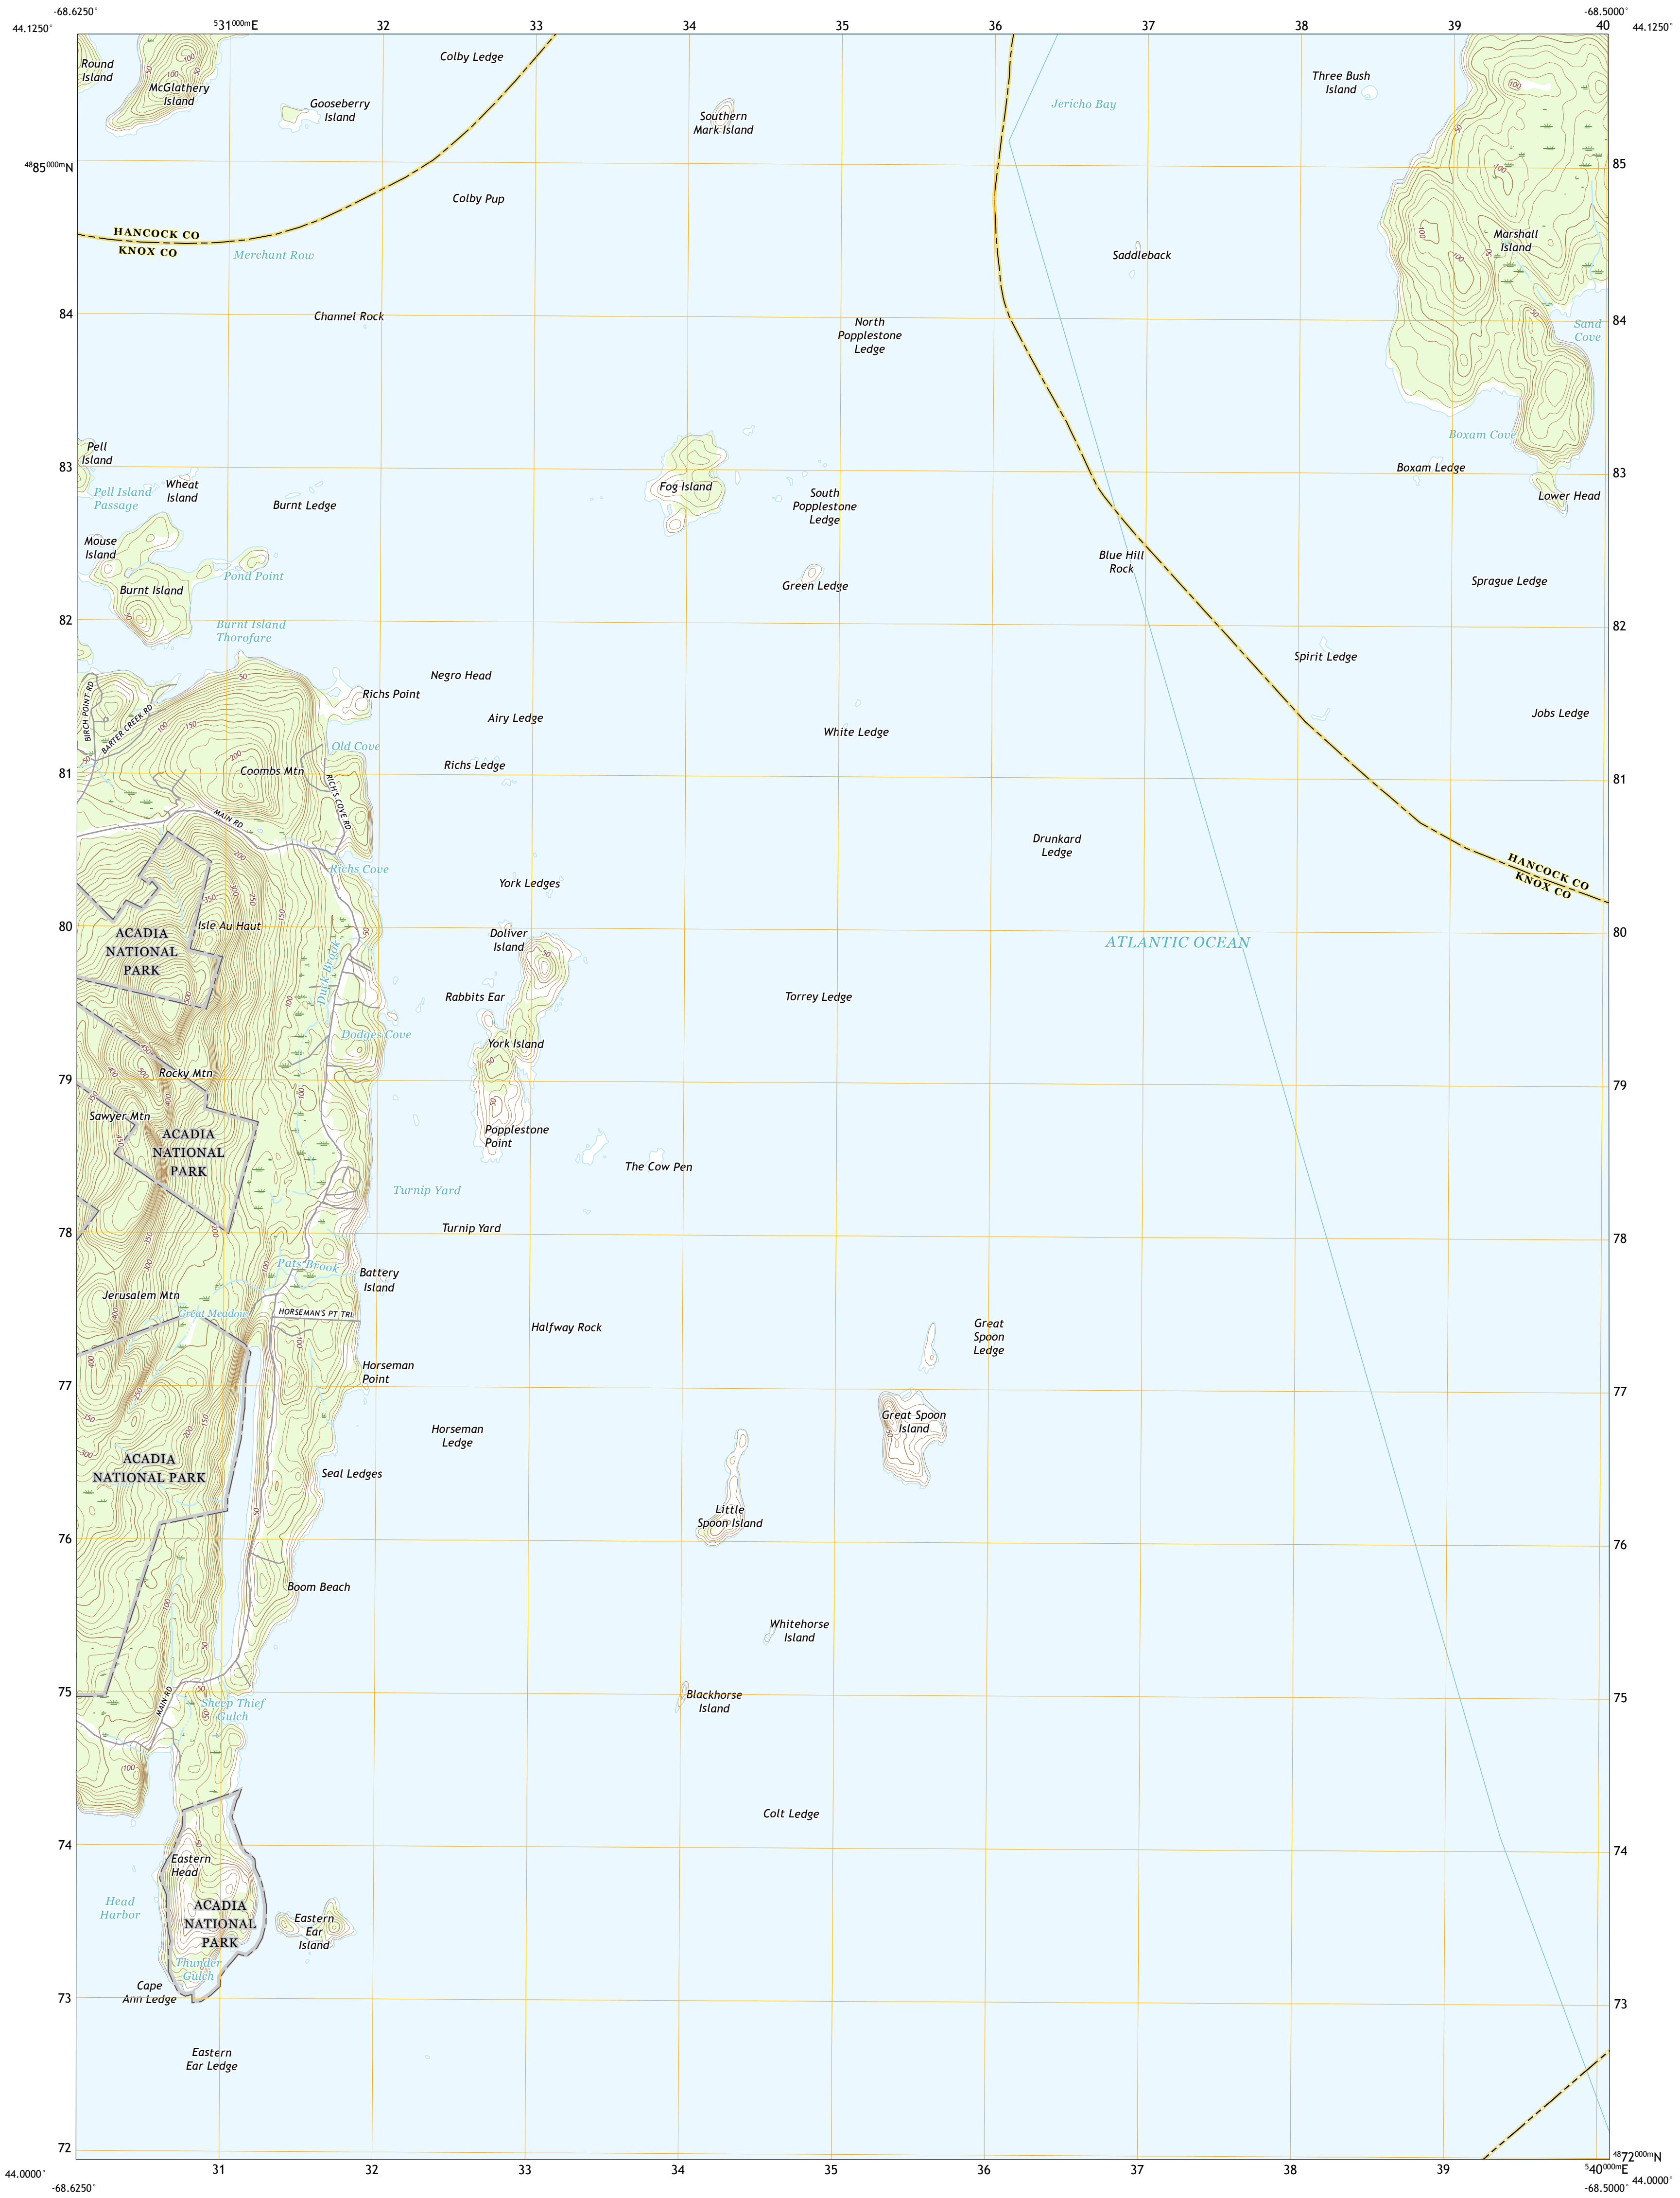 -68.6250°
-68.5000°
44.1250°
531000mE
32
33
34
35
36
37
38
39
40
44.1250°
Round
Island
McGlathery
Island
Gooseberry
Island
Colby Ledge
Southern
Mark Island
Jericho Bay
Three Bush
Island
4885000mN
85
Colby Pup
HANCOCK CO
KNOX CO
Merchant Row
Saddleback
Marshall
Island
84
Channel Rock
North
Popplestone
Ledge
Sand
Cove
84
Boxam Cove
Pell
Island
83
Boxam Ledge
83
Pell Island
Passage
Wheat
Island
Burnt Ledge
Fog Island
South
Popplestone
Ledge
Lower Head
Mouse
Island
Pond Point
Burnt Island
Green Ledge
Blue Hill
Rock
Sprague Ledge
82
Burnt Island
Thorofare
82
Spirit Ledge
Negro Head
Richs Point
BIRCH POINT RD
BARTER CREEK RD
Airy Ledge
White Ledge
Jobs Ledge
Old Cove
Richs Ledge
81
Coombs Mtn
RICH'S COVE RD
81
MAIN RD
Drunkard
Ledge
Richs Cove
York Ledges
HANCOCK CO
KNOX CO
80
Isle Au Haut
ACADIA
NATIONAL
PARK
Duck Brook
Doliver
Island
ATLANTIC OCEAN
80
Rabbits Ear
Torrey Ledge
Dodges Cove
York Island
79
Rocky Mtn
79
Sawyer Mtn
ACADIA
NATIONAL
PARK
Popplestone
Point
The Cow Pen
Turnip Yard
78
Turnip Yard
78
Pats Brook
Battery
Island
Jerusalem Mtn
Great Meadow
HORSEMAN'S PT TRL
Halfway Rock
Great
Spoon
Ledge
77
Horseman
Point
77
Great Spoon
Island
Horseman
Ledge
ACADIA
NATIONAL PARK
Seal Ledges
Little
Spoon Island
76
76
Boom Beach
Whitehorse
Island
75
MAIN RD
Sheep Thief
Gulch
Blackhorse
Island
75
Colt Ledge
74
Eastern
Head
74
Head
Harbor
ACADIA
NATIONAL
PARK
Eastern
Ear
Island
Thunder
Gulch
Cape
Ann Ledge
73
73
Eastern
Ear Ledge
72
4872000mN
44.0000°
31
32
33
34
35
36
37
38
39
540000mE
44.0000°
-68.6250°
-68.5000°